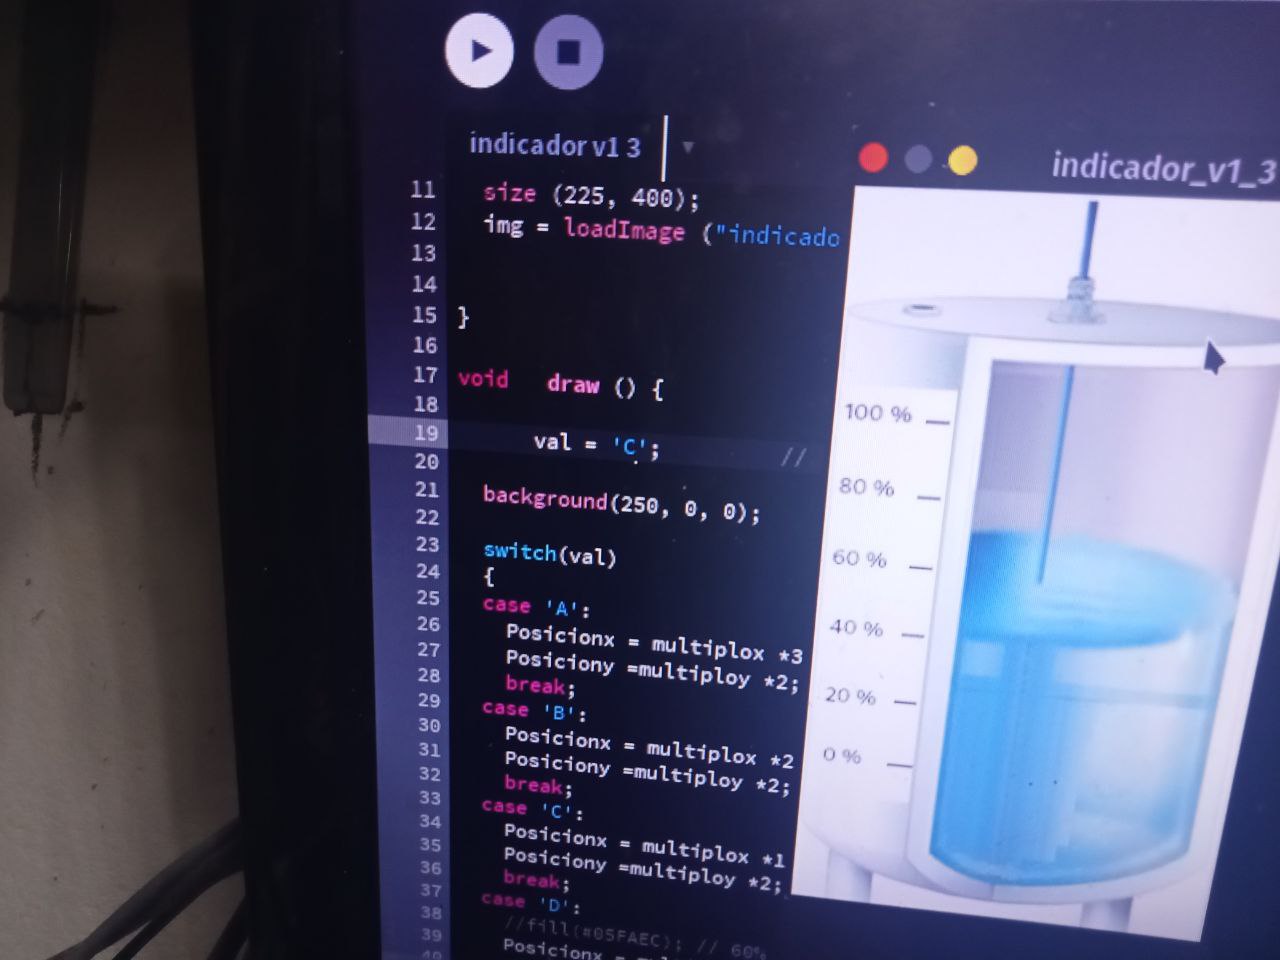 indicador v1 3
indicador_v1_3
11 size (225, 400);
12 img = loadImage ("indicado
13
14
15 }
16
17 void draw () {
18
19 val = 'C'; //
20
21 background(250, 0, 0);
22
23 switch(val)
24 {
25 case 'A':
26 Posicionx = multiplox *3
27 Posiciony =multiploy *2;
28 break;
29 case 'B':
30 Posicionx = multiplox *2
31 Posiciony =multiploy *2;
32 break;
33 case 'C':
34 Posicionx = multiplox *1
35 Posiciony =multiploy *2;
36 break;
37 case 'D':
38 //fill(#05FAEC); // 60%
39 Posicionx =
40
100 %
80 %
60 %
40 %
20 %
0 %